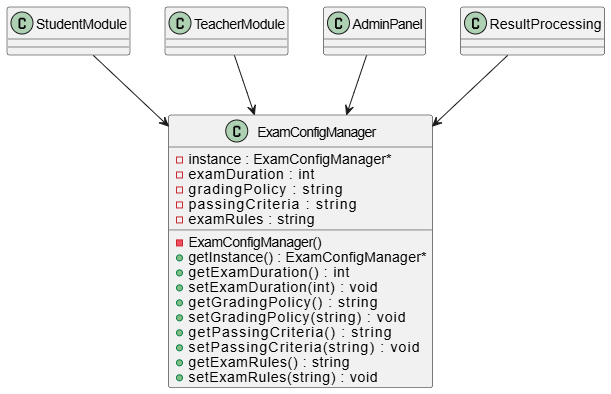 C StudentModule
C TeacherModule
C AdminPanel
C ResultProcessing
C ExamConfigManager
instance : ExamConfigManager*
examDuration : int
gradingPolicy : string
passingCriteria : string
examRules : string
ExamConfigManager()
getInstance() : ExamConfigManager*
getExamDuration() : int
setExamDuration(int) : void
getGradingPolicy() : string
setGradingPolicy(string) : void
getPassingCriteria() : string
setPassingCriteria(string) : void
getExamRules() : string
setExamRules(string) : void